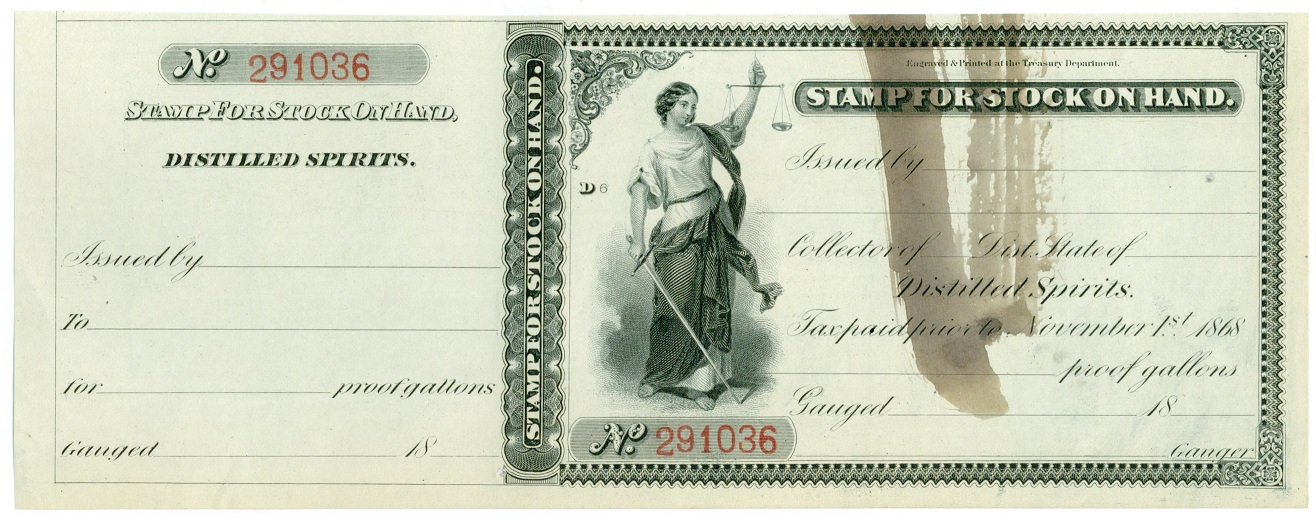 No. 291036
STAMP FOR STOCK ON HAND,
DISTILLED SPIRITS.
Issued by
To
for proof gallons
Gauged 18
STAMP FOR STOCK ON HAND.
Engraved & Printed at the Treasury Department.
STAMP FOR STOCK ON HAND.
D 6
Issued by
Collector of Dist. State of
Distilled Spirits.
Tax paid prior to November 1st 1868
proof gallons
Gauged 18
No. 291036
Gauger